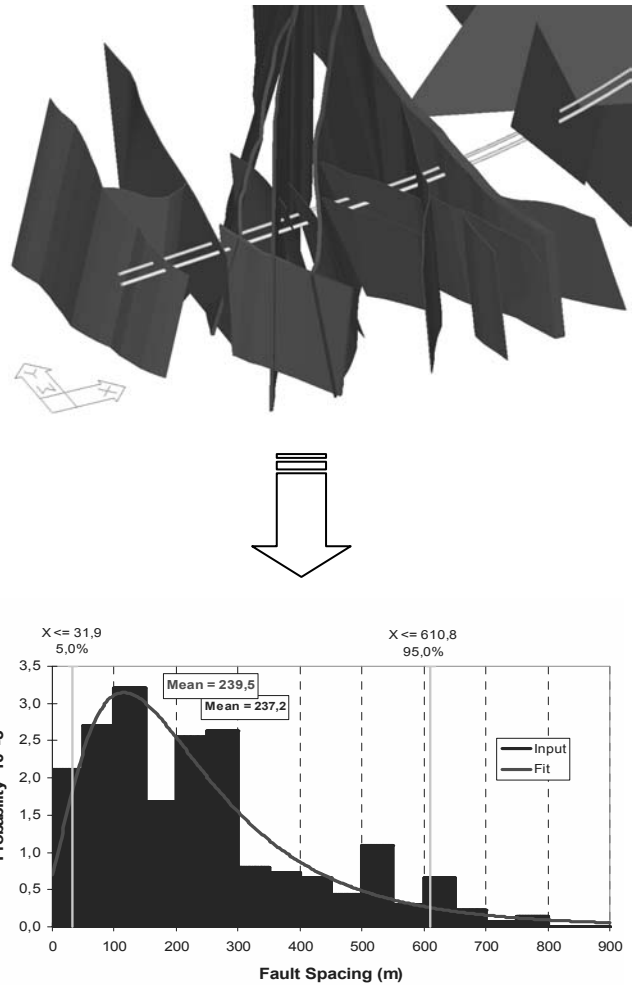 Y
Z
X
X <= 31,9
5,0%
X <= 610,8
95,0%
3,5
3,0
2,5
2,0
1,5
1,0
0,5
0,0
Mean = 239,5
Mean = 237,2
Input
Fit
0 100 200 300 400 500 600 700 800 900
Fault Spacing (m)